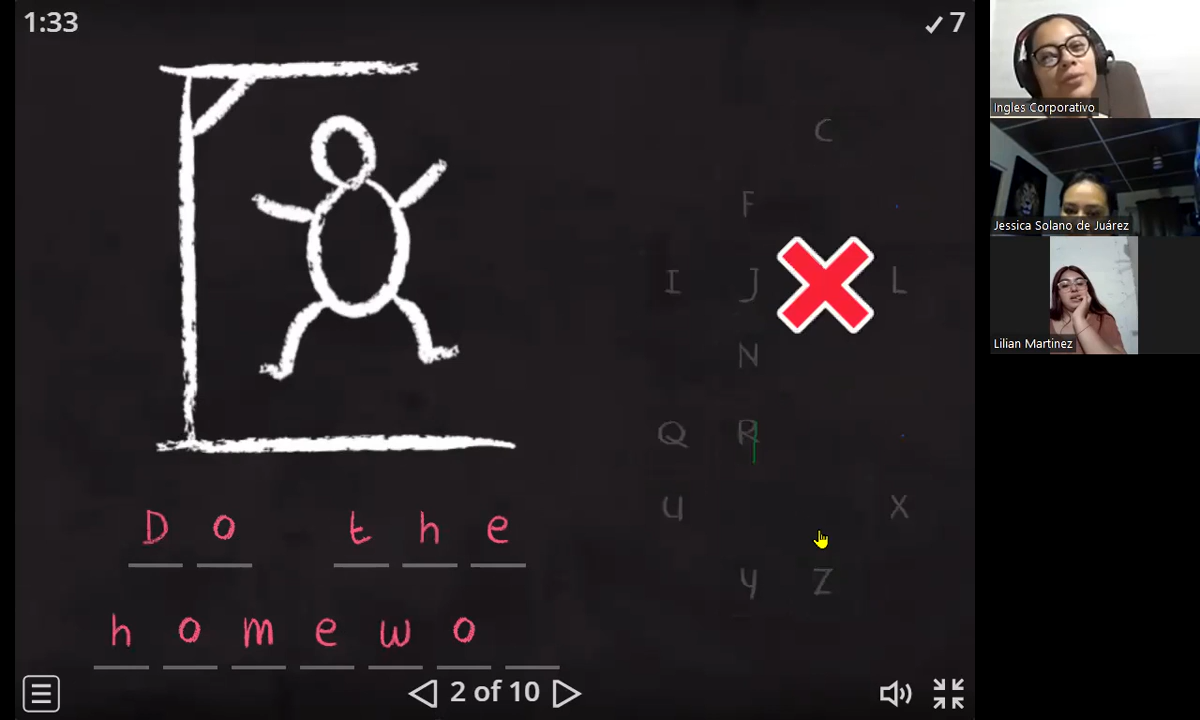 1:33
7
Ingles Corporativo
C
F
Jessica Solano de Juárez
I J L
Lilian Martinez
N
Q R
U X
D o t h e
y Z
h o m e w o
2 of 10